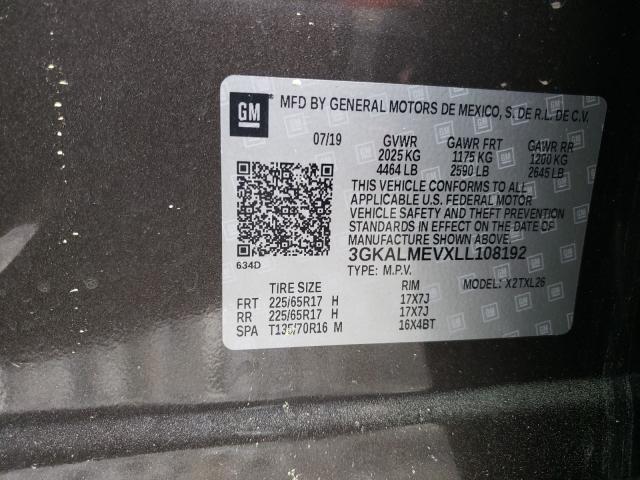 GM
MFD BY GENERAL MOTORS DE MEXICO, S. DE R.L. DE C.V.
07/19 GVWR GAWR FRT GAWR RR
2025 KG 1175 KG 1200 KG
4464 LB 2590 LB 2645 LB
THIS VEHICLE CONFORMS TO ALL
APPLICABLE U.S. FEDERAL MOTOR
VEHICLE SAFETY AND THEFT PREVENTION
STANDARDS IN EFFECT ON THE DATE OF
MANUFACTURE SHOWN ABOVE
634D
3GKALMEVXLL108192
TYPE: M.P.V. MODEL: X2TXL26
TIRE SIZE RIM
FRT 225/65R17 H 17X7J
RR 225/65R17 H 17X7J
SPA T135/70R16 M 16X4BT